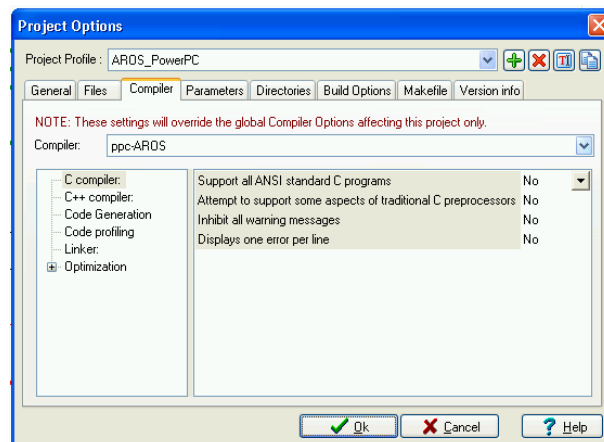 Project Options
Project Profile : AROS_PowerPC
General Files Compiler Parameters Directories Build Options Makefile Version info
NOTE: These settings will override the global Compiler Options affecting this project only.
Compiler: ppc-AROS
C compiler: Support all ANSI standard C programs No
C++ compiler: Attempt to support some aspects of traditional C preprocessors No
Code Generation Inhibit all warning messages No
Code profiling Displays one error per line No
Linker:
Optimization
Ok Cancel Help